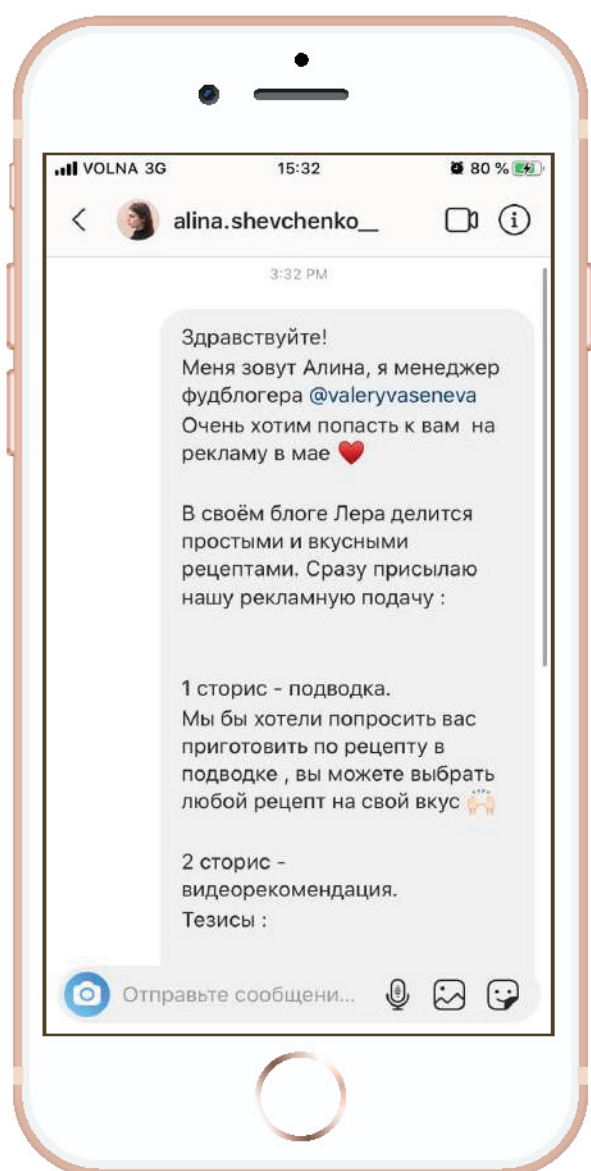 VOLNA 3G 15:32 80 %
alina.shevchenko__
3:32 PM
Здравствуйте!
Меня зовут Алина, я менеджер
фудблогера @valeryvaseneva
Очень хотим попасть к вам на
рекламу в мае ❤️
В своём блоге Лера делится
простыми и вкусными
рецептами. Сразу присылаю
нашу рекламную подачу :
1 сторис - подводка.
Мы бы хотели попросить вас
приготовить по рецепту в
подводке , вы можете выбрать
любой рецепт на свой вкус 🙌🏻
2 сторис -
видеорекомендация.
Тезисы :
Отправьте сообщени...